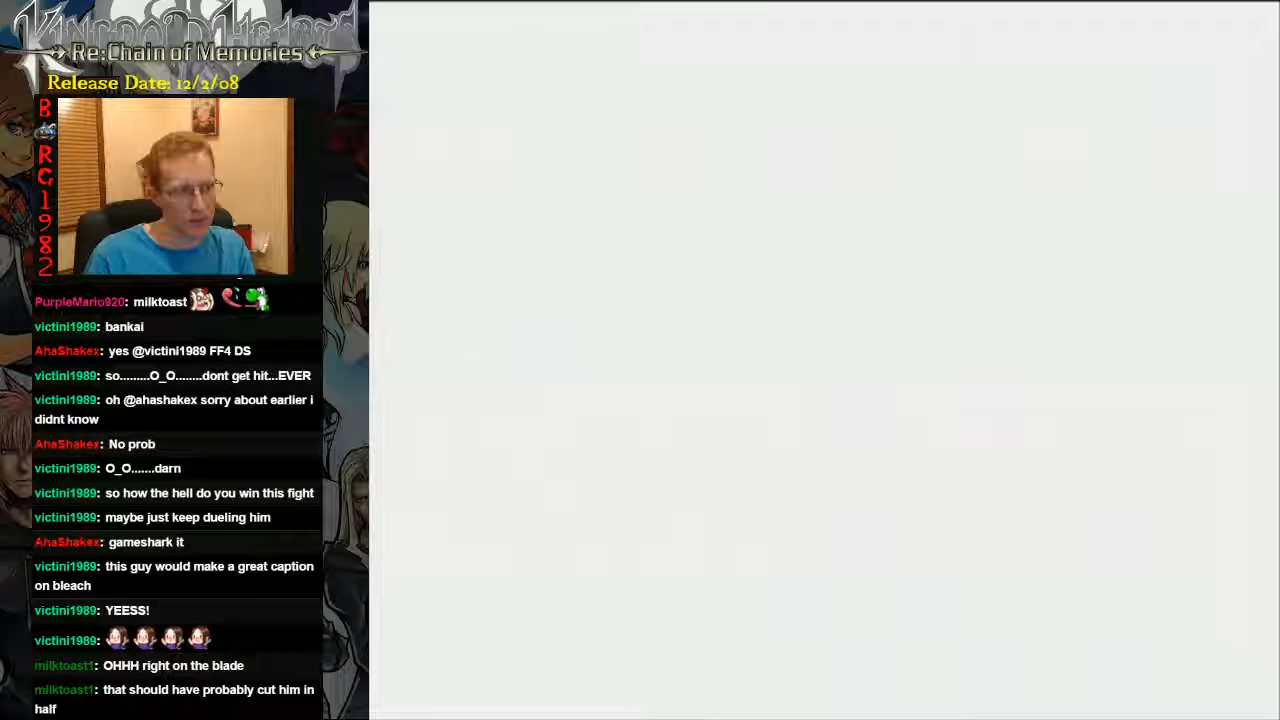 KINGDOM HEARTS
Re:Chain of Memories
Release Date: 12/2/08
B
RG1982
PurpleMario920: milktoast
victini1989: bankai
AhaShakex: yes @victini1989 FF4 DS
victini1989: so.........O_O........dont get hit...EVER
victini1989: oh @ahashakex sorry about earlier i
didnt know
AhaShakex: No prob
victini1989: O_O.......darn
victini1989: so how the hell do you win this fight
victini1989: maybe just keep dueling him
AhaShakex: gameshark it
victini1989: this guy would make a great caption
on bleach
victini1989: YEESS!
victini1989:
milktoast1: OHHH right on the blade
milktoast1: that should have probably cut him in
half